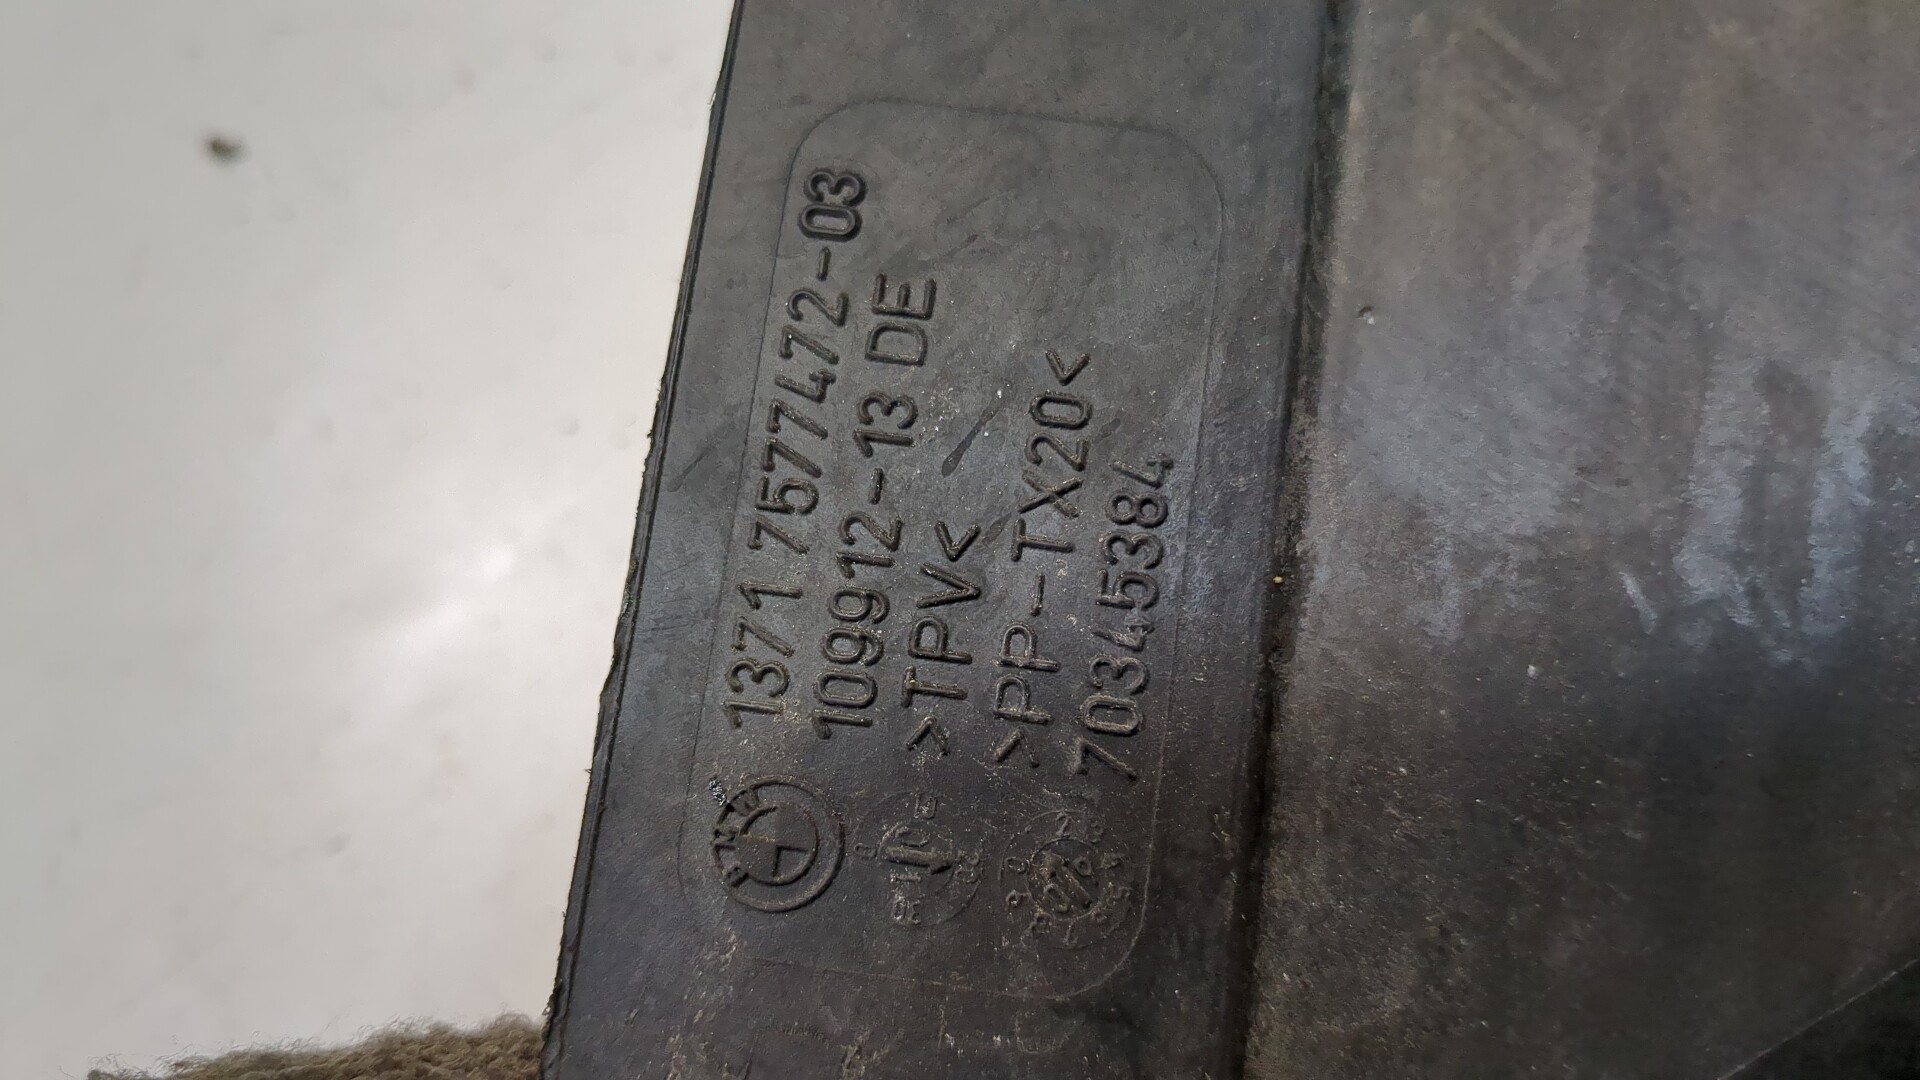 1371 7577472-03
109912-13 DE
>TPV<
>PP-TX20<
70345384